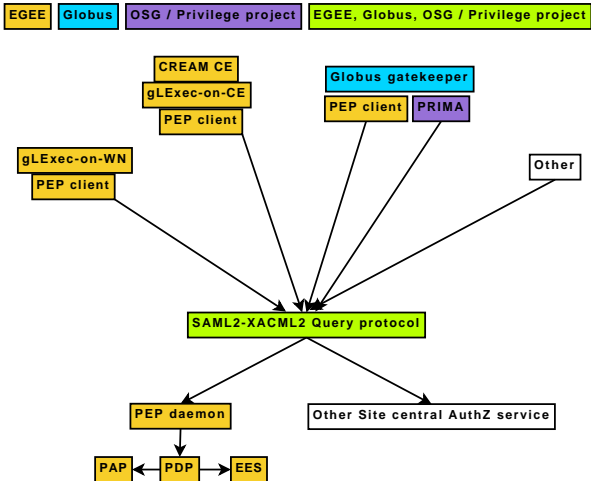 EGEE
Globus
OSG / Privilege project
EGEE, Globus, OSG / Privilege project
CREAM CE
gLExec-on-CE
PEP client
Globus gatekeeper
PEP client
PRIMA
gLExec-on-WN
PEP client
Other
SAML2-XACML2 Query protocol
PEP daemon
Other Site central AuthZ service
PAP
PDP
EES